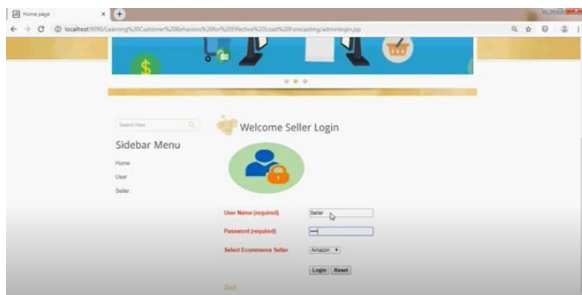 Home page
localhost:9090/Learning%20Customer%20Behaviors%20for%20Effective%20Load%20Forecasting/adminlogin.jsp
Search Here
Welcome Seller Login
Sidebar Menu
Home
User
Seller
User Name (required)
Seller
Password (required)
Select Ecommerce Seller
Amazon
Login Reset
Back